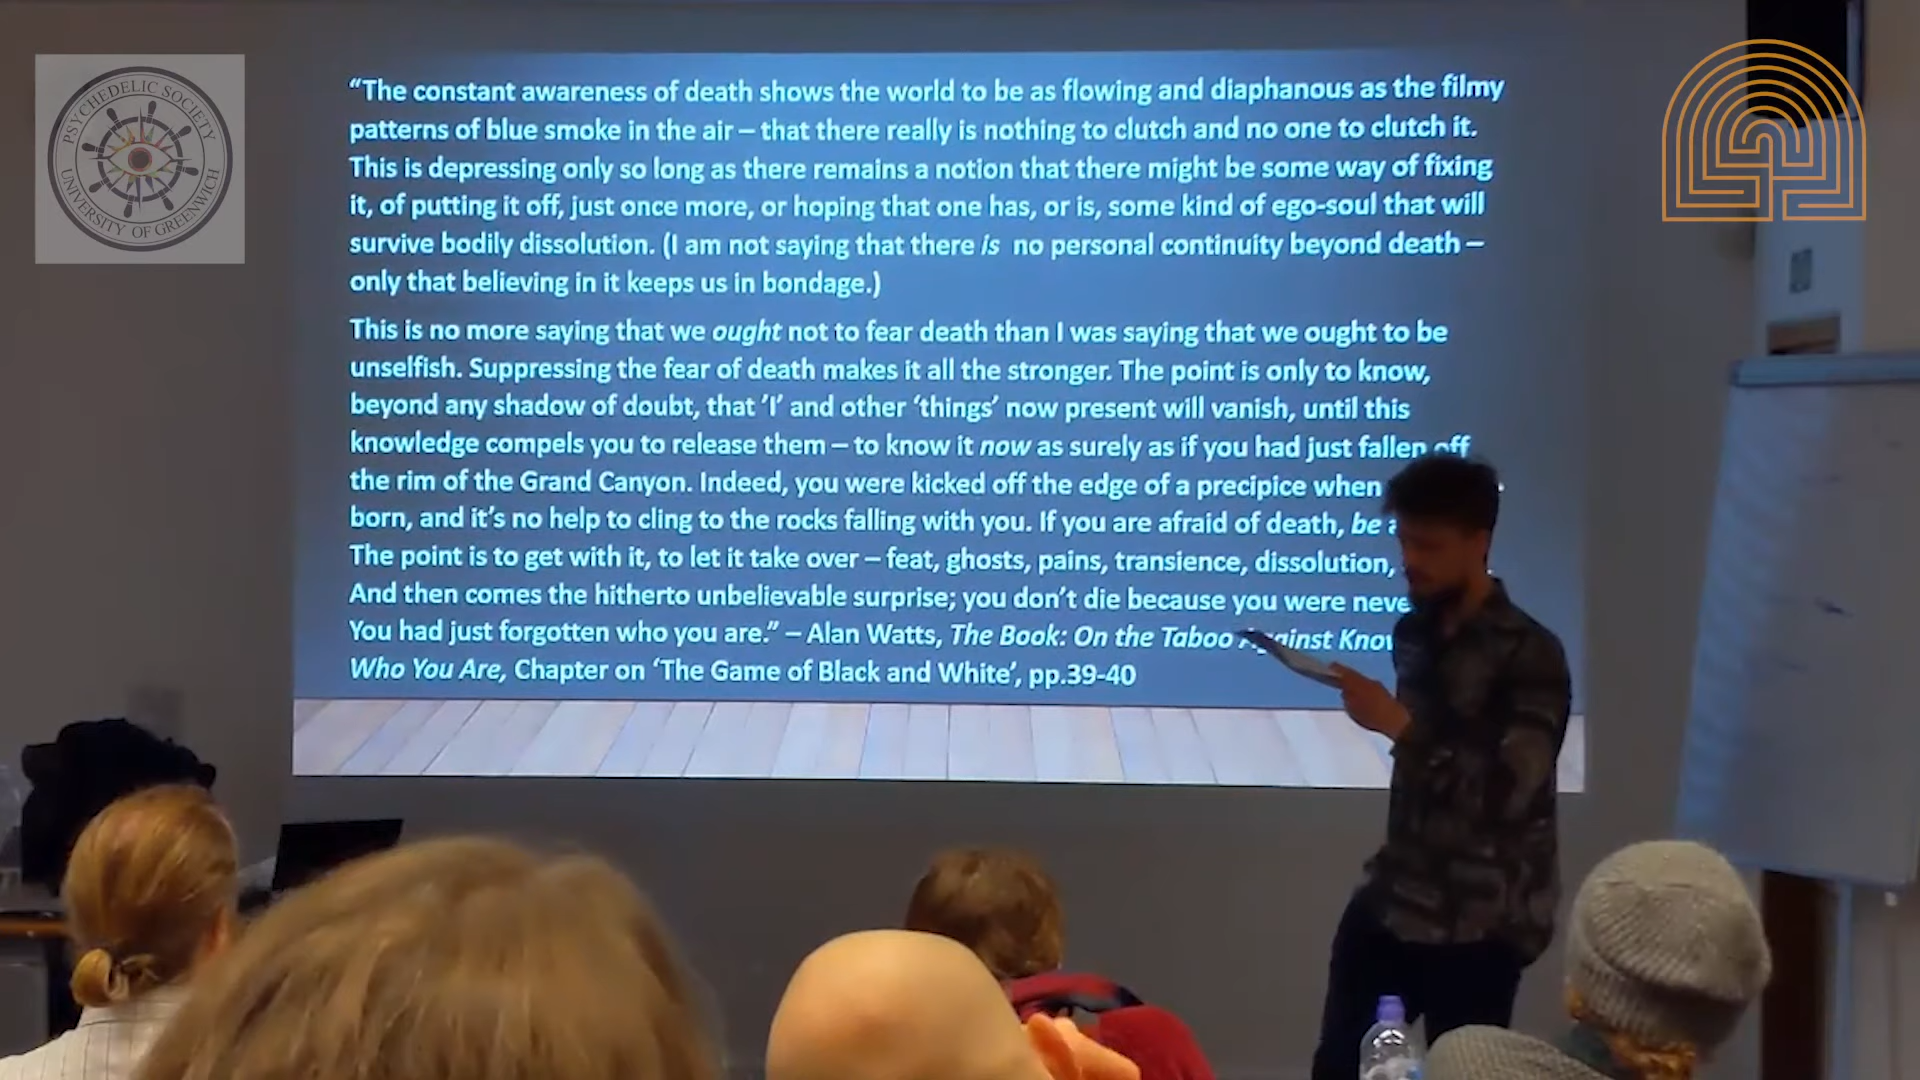 PSYCHEDELIC SOCIETY
UNIVERSITY OF GREENWICH
“The constant awareness of death shows the world to be as flowing and diaphanous as the filmy
patterns of blue smoke in the air – that there really is nothing to clutch and no one to clutch it.
This is depressing only so long as there remains a notion that there might be some way of fixing
it, of putting it off, just once more, or hoping that one has, or is, some kind of ego-soul that will
survive bodily dissolution. (I am not saying that there is no personal continuity beyond death –
only that believing in it keeps us in bondage.)
This is no more saying that we ought not to fear death than I was saying that we ought to be
unselfish. Suppressing the fear of death makes it all the stronger. The point is only to know,
beyond any shadow of doubt, that ’I’ and other ‘things’ now present will vanish, until this
knowledge compels you to release them – to know it now as surely as if you had just fallen off
the rim of the Grand Canyon. Indeed, you were kicked off the edge of a precipice when
born, and it’s no help to cling to the rocks falling with you. If you are afraid of death, be
The point is to get with it, to let it take over – feat, ghosts, pains, transience, dissolution,
And then comes the hitherto unbelievable surprise; you don’t die because you were
You had just forgotten who you are.” – Alan Watts, The Book: On the Taboo Against
Who You Are, Chapter on ‘The Game of Black and White’, pp.39-40